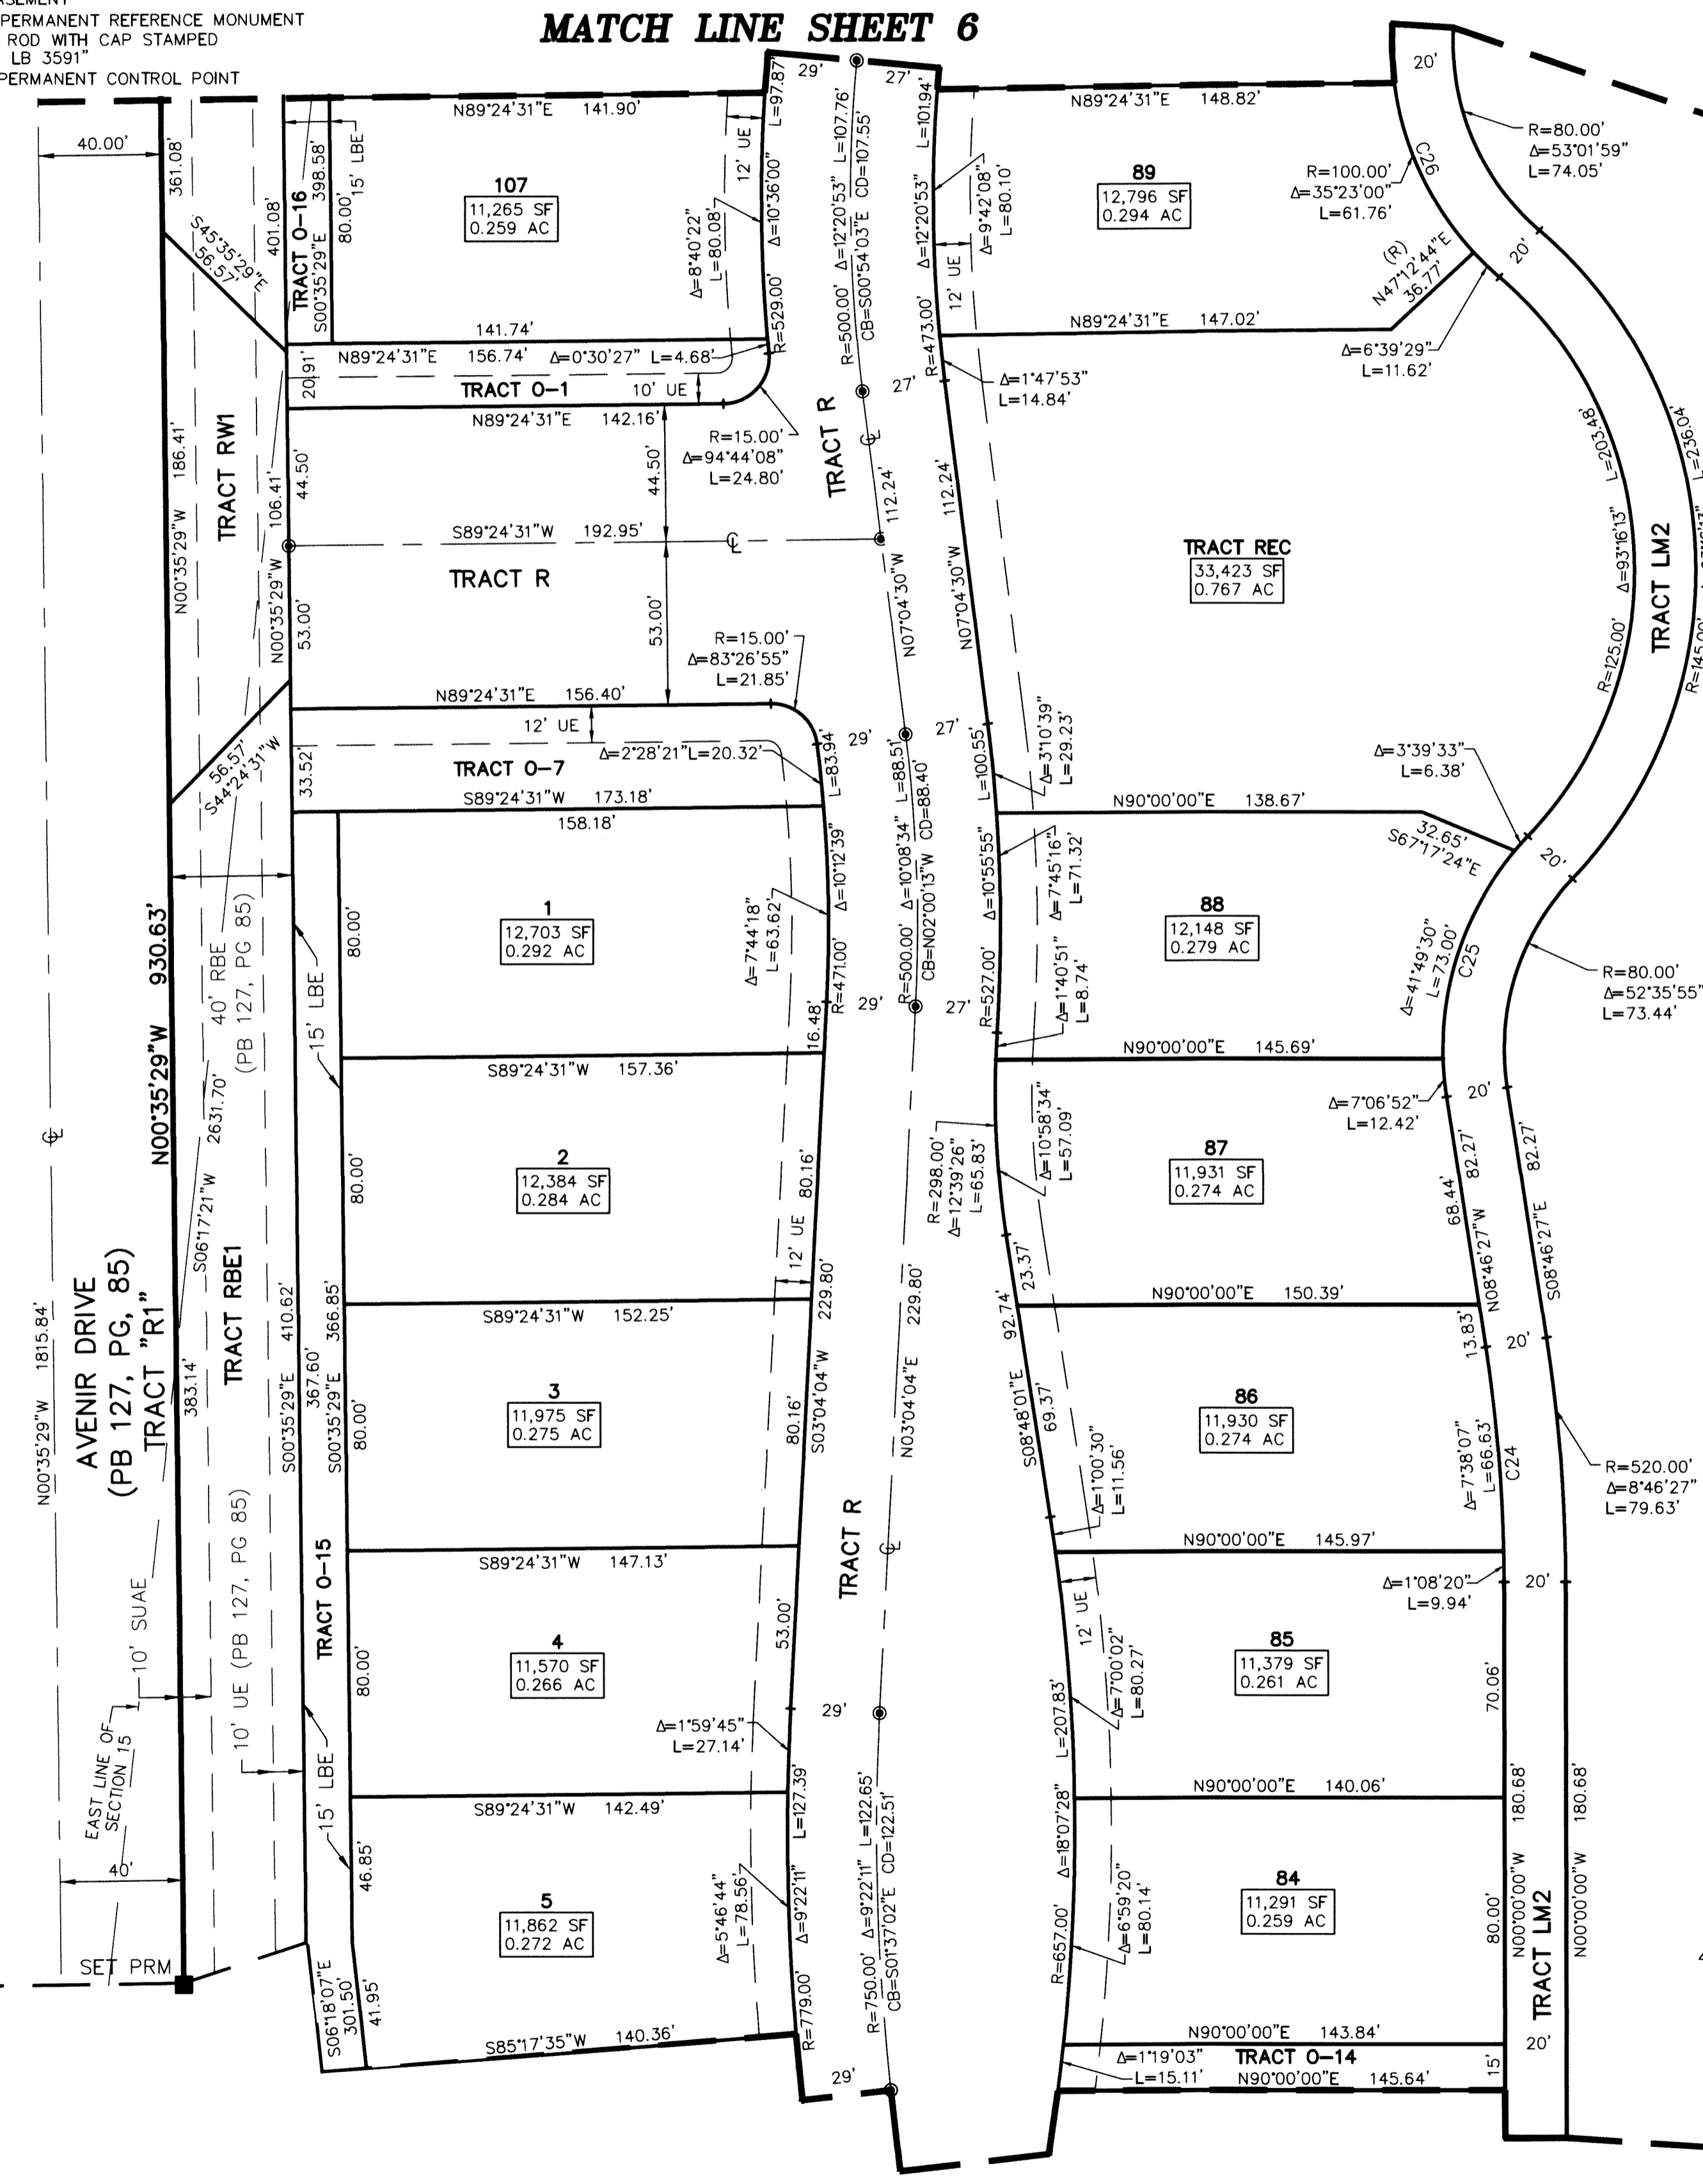 ASEMENT
PERMANENT REFERENCE MONUMENT
ROD WITH CAP STAMPED
LB 3591"
PERMANENT CONTROL POINT
MATCH LINE SHEET 6
40.00'
361.08'
S45°35'29"E
56.57'
401.08'
TRACT O-16
S00°35'29"E 398.58'
80.00'
15' LBE
N89°24'31"E 141.90'
107
11,265 SF
0.259 AC
12' UE
Δ=8°40'22"
L=80.08'
L=97.87'
Δ=10°36'00"
R=529.00'
29'
27'
R=500.00' Δ=12°20'53" L=107.76'
CB=S00°54'03"E CD=107.55'
L=101.94'
Δ=12°20'53"
R=473.00'
12' UE
Δ=9°42'08"
L=80.10'
N89°24'31"E 148.82'
89
12,796 SF
0.294 AC
20'
C26
R=100.00'
Δ=35°23'00"
L=61.76'
R=80.00'
Δ=53°01'59"
L=74.05'
(R)
N47°12'44"E
36.77'
20'
141.74'
N89°24'31"E 156.74' Δ=0°30'27" L=4.68'
20.91'
TRACT O-1
10' UE
N89°24'31"E 142.16'
R=15.00'
Δ=94°44'08"
L=24.80'
N89°24'31"E 147.02'
Δ=6°39'29"
L=11.62'
27'
Δ=1°47'53"
L=14.84'
TRACT RW1
N00°35'29"W 186.41'
N00°35'29"W 106.41'
44.50'
44.50'
53.00'
53.00'
S89°24'31"W 192.95'
TRACT R
TRACT R
112.24'
N07°04'30"W
112.24'
N07°04'30"W
TRACT REC
33,423 SF
0.767 AC
L=203.48'
Δ=93°16'13"
R=125.00'
L=236.04'
R=145.00'
TRACT LM2
R=15.00'
Δ=83°26'55"
L=21.85'
N89°24'31"E 156.40'
12' UE
Δ=2°28'21" L=20.32'
33.52'
TRACT O-7
56.57'
S44°24'31"W
S89°24'31"W 173.18'
158.18'
29'
27'
L=83.94'
Δ=10°12'39"
R=471.00'
R=500.00' Δ=10°08'34" L=88.51'
CB=N02°00'13"W CD=88.40'
L=100.55'
Δ=10°55'55"
R=527.00'
Δ=3°10'39"
L=29.23'
Δ=3°39'33"
L=6.38'
N90°00'00"E 138.67'
32.65'
S67°17'24"E
20'
1
12,703 SF
0.292 AC
80.00'
Δ=7°44'18"
L=63.62'
16.48'
29'
27'
Δ=7°45'16"
L=71.32'
Δ=1°40'51"
L=8.74'
88
12,148 SF
0.279 AC
Δ=41°49'30"
L=73.00'
C25
R=80.00'
Δ=52°35'55"
L=73.44'
N00°35'29"W 930.63'
40' RBE
(PB 127, PG 85)
S06°17'21"W 2631.70'
15' LBE
S89°24'31"W 157.36'
N90°00'00"E 145.69'
2
12,384 SF
0.284 AC
80.00'
80.16'
12' UE
R=298.00'
Δ=12°39'26"
L=65.83'
Δ=10°58'34"
L=57.09'
87
11,931 SF
0.274 AC
Δ=7°06'52"
L=12.42'
20'
68.44'
82.27'
N08°46'27"W
82.27'
S08°46'27"E
AVENIR DRIVE
(PB 127, PG, 85)
TRACT "R1"
N00°35'29"W 1815.84'
383.14'
TRACT RBE1
S00°35'29"E 410.62'
367.60'
S00°35'29"E 366.85'
S89°24'31"W 152.25'
229.80'
S03°04'04"W
229.80'
N03°04'04"E
23.37'
92.74'
S08°48'01"E
69.37'
N90°00'00"E 150.39'
13.83'
20'
3
11,975 SF
0.275 AC
80.00'
80.16'
86
11,930 SF
0.274 AC
Δ=7°38'07"
L=66.63'
C24
R=520.00'
Δ=8°46'27"
L=79.63'
Δ=1°00'30"
L=11.56'
S89°24'31"W 147.13'
N90°00'00"E 145.97'
Δ=1°08'20"
L=9.94'
20'
10' SUAE
EAST LINE OF
SECTION 15
10' UE (PB 127, PG 85)
TRACT O-15
4
11,570 SF
0.266 AC
80.00'
53.00'
TRACT R
29'
Δ=1°59'45"
L=27.14'
12' UE
Δ=7°00'02"
L=80.27'
85
11,379 SF
0.261 AC
70.06'
15' LBE
S89°24'31"W 142.49'
N90°00'00"E 140.06'
L=127.39'
Δ=9°22'11"
R=779.00'
R=750.00' Δ=9°22'11" L=122.65'
CB=S01°37'02"E CD=122.51'
L=207.83'
Δ=18°07'28"
R=657.00'
180.68'
N00°00'00"W
180.68'
N00°00'00"W
40'
5
11,862 SF
0.272 AC
46.85'
Δ=5°46'44"
L=78.56'
Δ=6°59'20"
L=80.14'
84
11,291 SF
0.259 AC
80.00'
TRACT LM2
SET PRM
S06°18'07"E
301.50'
41.95'
S85°17'35"W 140.36'
29'
N90°00'00"E 143.84'
Δ=1°19'03"
L=15.11'
TRACT O-14
N90°00'00"E 145.64'
15'
20'